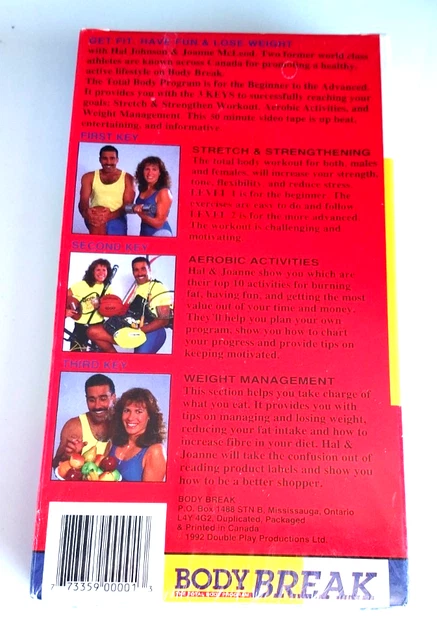 GET FIT, HAVE FUN & LOSE WEIGHT
with Hal Johnson & Joanne McLeod. Two former world class
athletes are known across Canada for promoting a healthy,
active lifestyle on Body Break.
The Total Body Program is for the Beginner to the Advanced.
It provides you with the 3 KEYS to successfully reaching your
goals: Stretch & Strengthen Workout, Aerobic Activities, and
Weight Management. This 50 minute video tape is up beat,
entertaining, and informative
FIRST KEY
STRETCH & STRENGTHENING
The total body workout for both, males
and females, will increase your strength,
tone, flexibility, and reduce stress.
LEVEL 1 is for the beginner. The
exercises are easy to do and follow
LEVEL 2 is for the more advanced.
The workout is challenging and
motivating
SECOND KEY
AEROBIC ACTIVITIES
Hal & Joanne show you which are
their top 10 activities for burning
fat, having fun, and getting the most
value out of your time and money.
They'll help you plan your own
program, show you how to chart
your progress and provide tips on
keeping motivated.
THIRD KEY
WEIGHT MANAGEMENT
This section helps you take charge of
what you eat. It provides you with
tips on managing and losing weight,
reducing your fat intake and how to
increase fibre in your diet. Hal &
Joanne will take the confusion out of
reading product labels and show you
how to be a better shopper.
BODY BREAK
P.O. Box 1488 STN B, Mississauga, Ontario
L4Y 4G2, Duplicated, Packaged
& Printed in Canada
1992 Double Play Productions Ltd.
7 73359 00001 3
BODY BREAK
THE TOTAL BODY PROGRAM